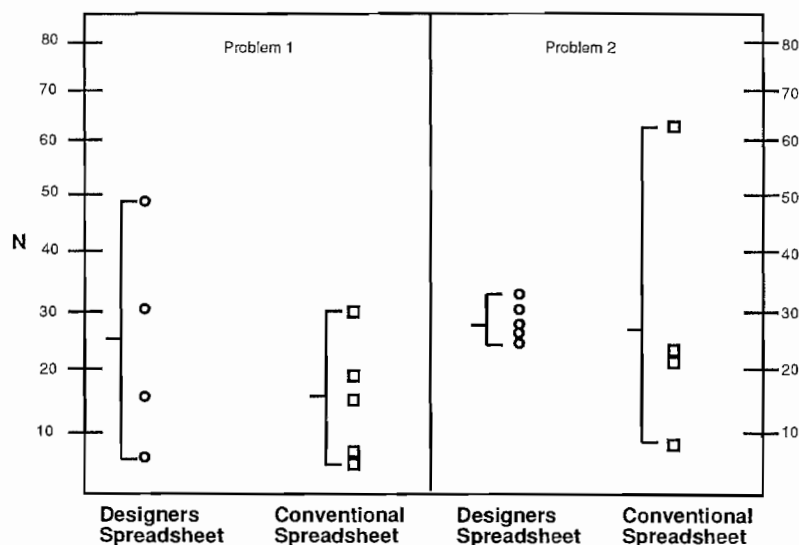 Problem 1
Problem 2
80
70
60
50
40
30
20
10
N
80
70
60
50
40
30
20
10
Designers
Spreadsheet
Conventional
Spreadsheet
Designers
Spreadsheet
Conventional
Spreadsheet